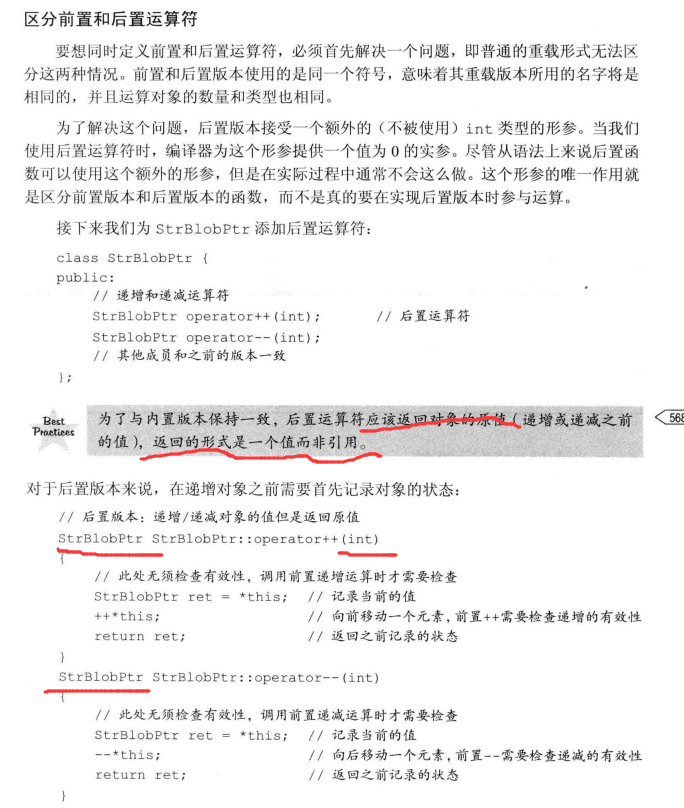 区分前置和后置运算符
要想同时定义前置和后置运算符，必须首先解决一个问题，即普通的重载形式无法区
分这两种情况。前置和后置版本使用的是同一个符号，意味着其重载版本所用的名字将是
相同的，并且运算对象的数量和类型也相同。
为了解决这个问题，后置版本接受一个额外的（不被使用）int 类型的形参。当我们
使用后置运算符时，编译器为这个形参提供一个值为 0 的实参。尽管从语法上来说后置函
数可以使用这个额外的形参，但是在实际过程中通常不会这么做。这个形参的唯一作用就
是区分前置版本和后置版本的函数，而不是真的要在实现后置版本时参与运算。
接下来我们为 StrBlobPtr 添加后置运算符：
class StrBlobPtr {
public:
// 递增和递减运算符
StrBlobPtr operator++(int); // 后置运算符
StrBlobPtr operator--(int);
// 其他成员和之前的版本一致
};
Best
Practices
为了与内置版本保持一致，后置运算符应该返回对象的原值（递增或递减之前
的值），返回的形式是一个值而非引用。
568
对于后置版本来说，在递增对象之前需要首先记录对象的状态：
// 后置版本：递增/递减对象的值但是返回原值
StrBlobPtr StrBlobPtr::operator++(int)
{
// 此处无须检查有效性，调用前置递增运算时才需要检查
StrBlobPtr ret = *this; // 记录当前的值
++*this; // 向前移动一个元素，前置++需要检查递增的有效性
return ret; // 返回之前记录的状态
}
StrBlobPtr StrBlobPtr::operator--(int)
{
// 此处无须检查有效性，调用前置递减运算时才需要检查
StrBlobPtr ret = *this; // 记录当前的值
--*this; // 向后移动一个元素，前置--需要检查递减的有效性
return ret; // 返回之前记录的状态
}